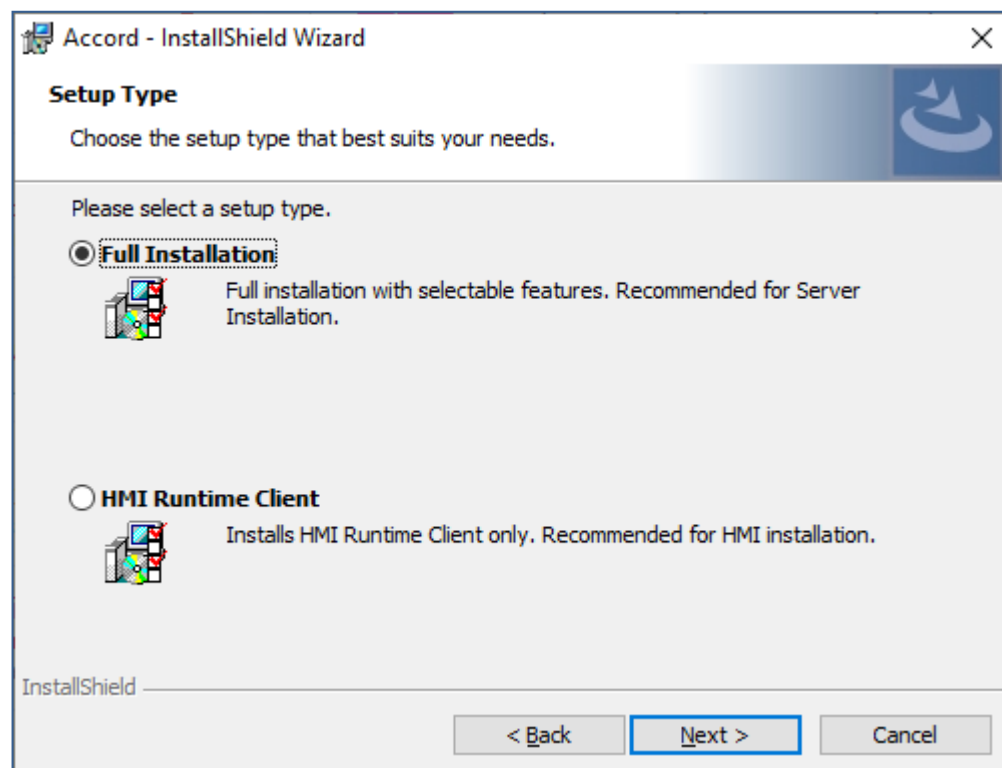 Accord - InstallShield Wizard
Setup Type
Choose the setup type that best suits your needs.
Please select a setup type.
Full Installation
Full installation with selectable features. Recommended for Server
Installation.
HMI Runtime Client
Installs HMI Runtime Client only. Recommended for HMI installation.
InstallShield
< Back
Next >
Cancel